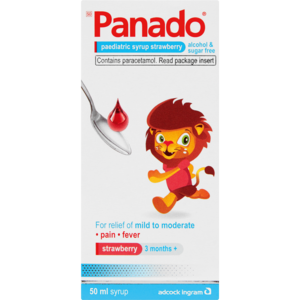 Panado®
paediatric syrup strawberry
alcohol &
sugar free
Contains paracetamol. Read package insert
For relief of mild to moderate
• pain • fever
strawberry 3 months +
50 ml syrup
adcock ingram